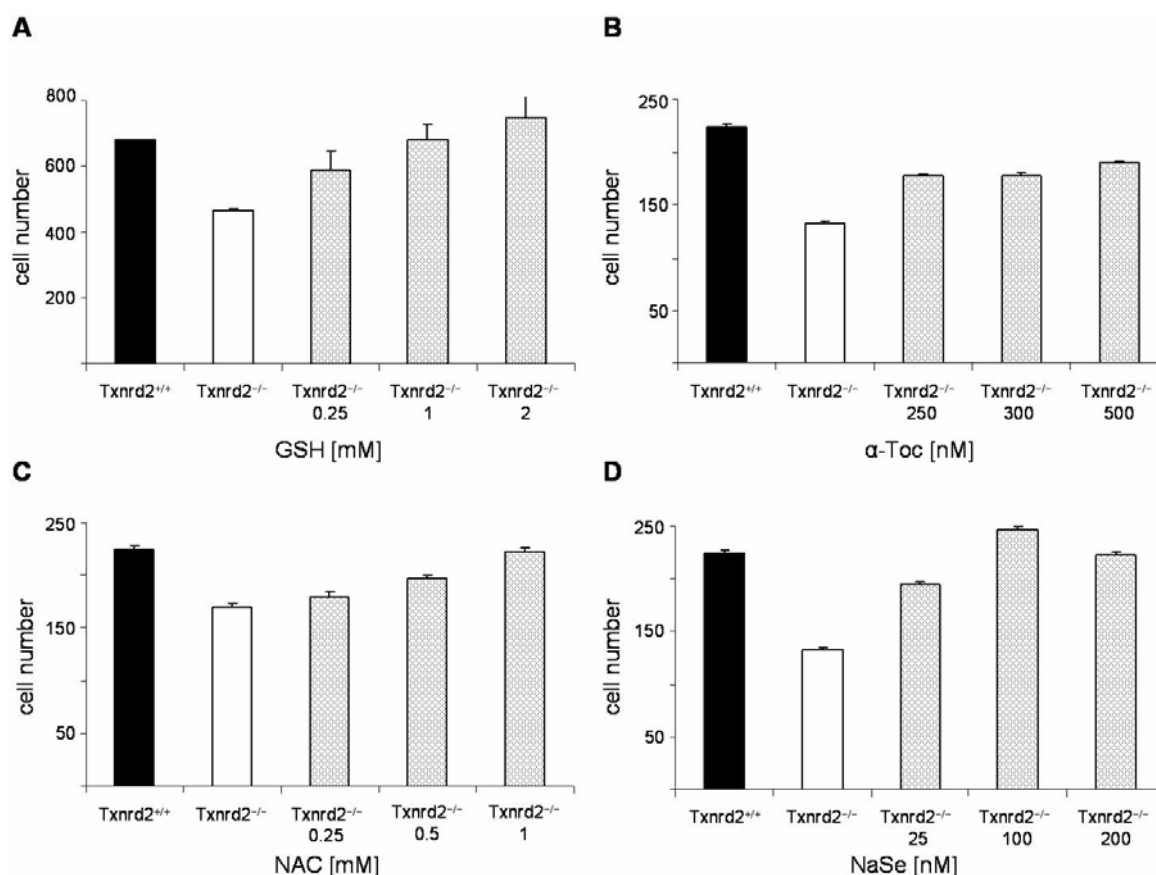 A
800
600
400
200
cell number
Txnrd2+/+ Txnrd2−/− Txnrd2−/− Txnrd2−/− Txnrd2−/−
0.25 1 2
GSH [mM]
B
250
150
50
cell number
Txnrd2+/+ Txnrd2−/− Txnrd2−/− Txnrd2−/− Txnrd2−/−
250 300 500
α-Toc [nM]
C
250
150
50
cell number
Txnrd2+/+ Txnrd2−/− Txnrd2−/− Txnrd2−/− Txnrd2−/−
0.25 0.5 1
NAC [mM]
D
250
150
50
cell number
Txnrd2+/+ Txnrd2−/− Txnrd2−/− Txnrd2−/− Txnrd2−/−
25 100 200
NaSe [nM]